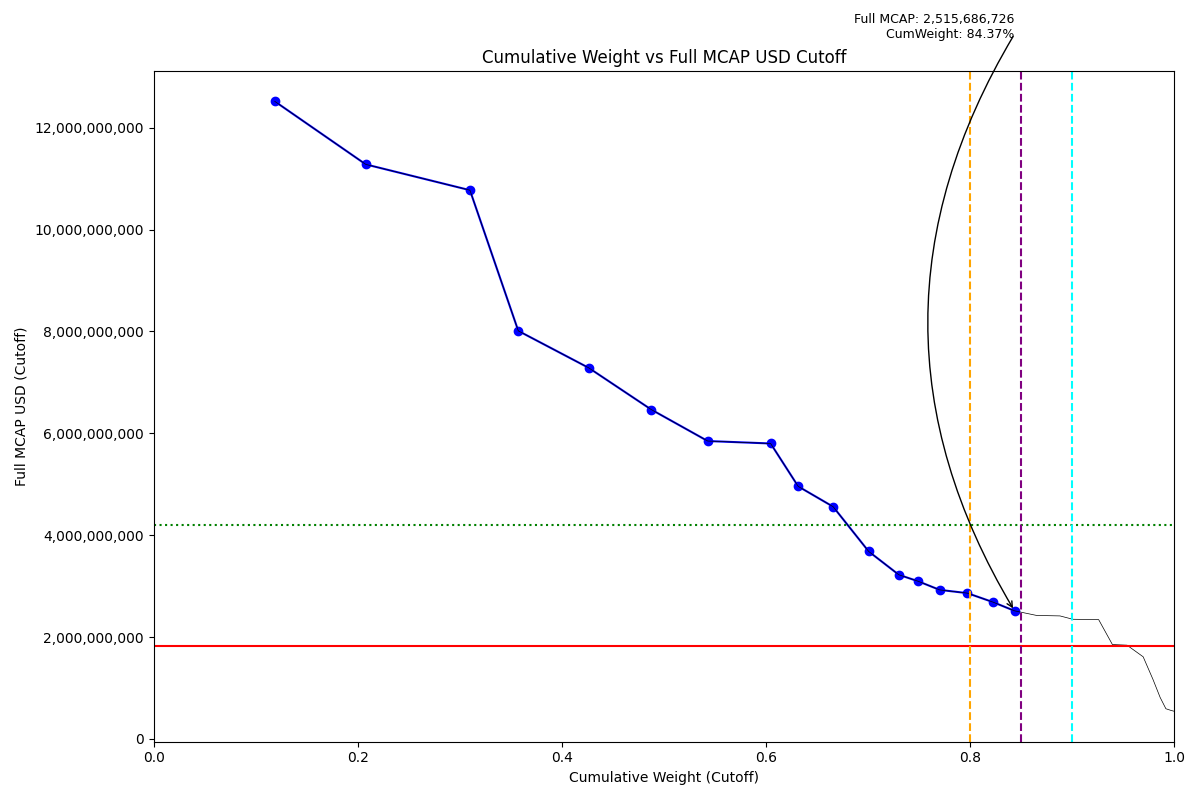 Full MCAP: 2,515,686,726
CumWeight: 84.37%
Cumulative Weight vs Full MCAP USD Cutoff
Full MCAP USD (Cutoff)
12,000,000,000
10,000,000,000
8,000,000,000
6,000,000,000
4,000,000,000
2,000,000,000
0
0.0 0.2 0.4 0.6 0.8 1.0
Cumulative Weight (Cutoff)